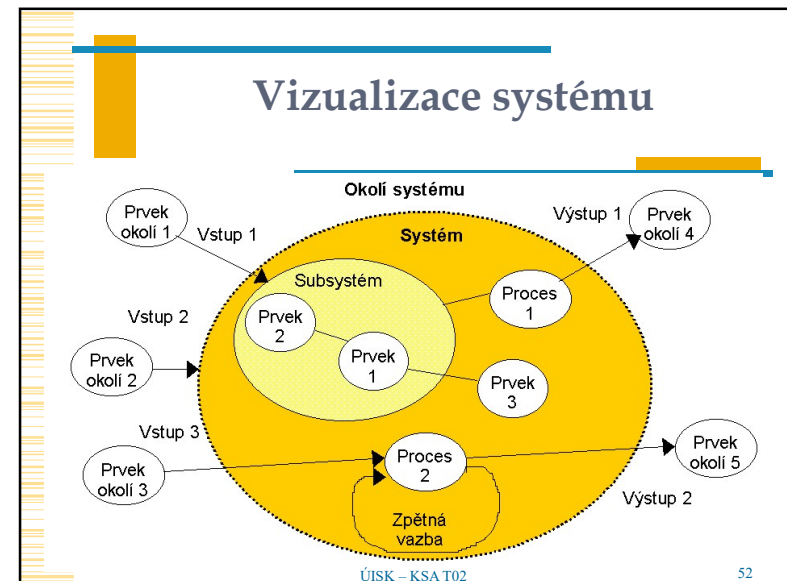 Vizualizace systému
Okolí systému
Prvek
okolí 1
Vstup 1
Systém
Výstup 1
Prvek
okolí 4
Subsystém
Proces
1
Prvek
2
Vstup 2
Prvek
1
Prvek
okolí 2
Prvek
3
Vstup 3
Prvek
okolí 3
Proces
2
Prvek
okolí 5
Zpětná
vazba
Výstup 2
ÚISK – KSA T02
52